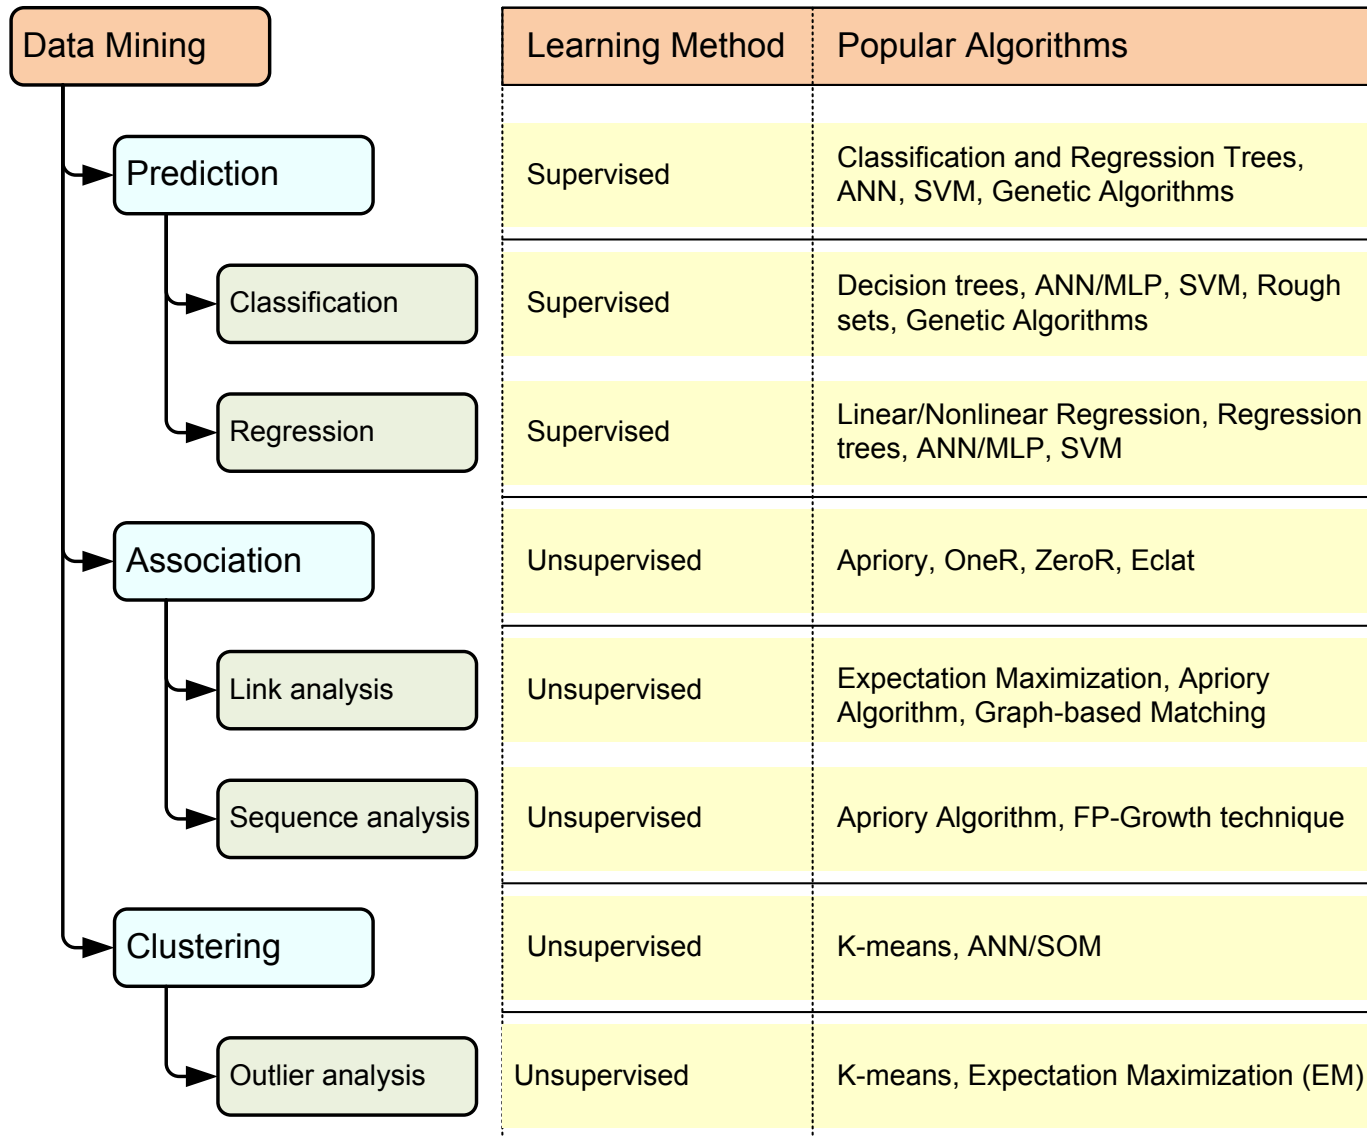 Data Mining
Learning Method
Popular Algorithms
Prediction
Supervised
Classification and Regression Trees,
ANN, SVM, Genetic Algorithms
Classification
Supervised
Decision trees, ANN/MLP, SVM, Rough
sets, Genetic Algorithms
Regression
Supervised
Linear/Nonlinear Regression, Regression
trees, ANN/MLP, SVM
Association
Unsupervised
Apriory, OneR, ZeroR, Eclat
Link analysis
Unsupervised
Expectation Maximization, Apriory
Algorithm, Graph-based Matching
Sequence analysis
Unsupervised
Apriory Algorithm, FP-Growth technique
Clustering
Unsupervised
K-means, ANN/SOM
Outlier analysis
Unsupervised
K-means, Expectation Maximization (EM)